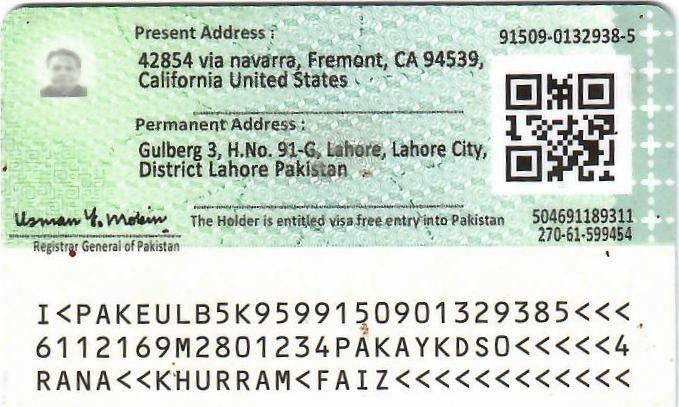 Present Address :
91509-0132938-5
42854 via navarra, Fremont, CA 94539,
California United States
Permanent Address :
Gulberg 3, H.No. 91-G, Lahore, Lahore City,
District Lahore Pakistan
Usman Y. Mobin
The Holder is entitled visa free entry into Pakistan
504691189311
Registrar General of Pakistan
270-61-599454
I<PAKEULB5K9599150901329385<<<
6112169M2801234PAKAYKDSO<<<<<4
RANA<<KHURRAM<FAIZ<<<<<<<<<<<<